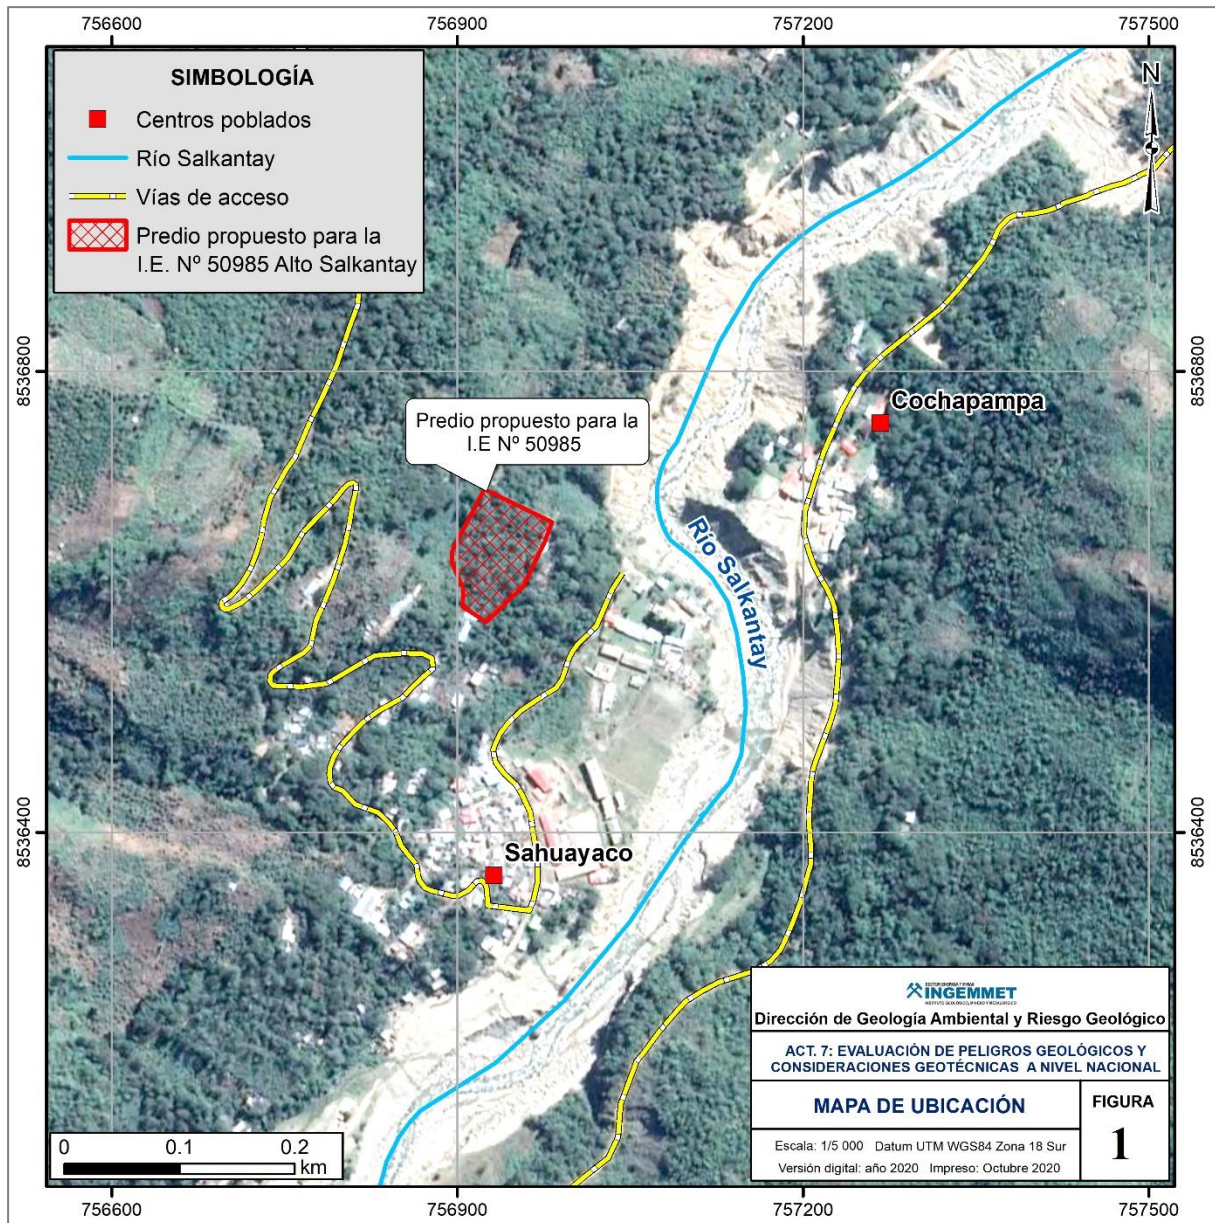 756600 756900 757200 757500
SIMBOLOGÍA
Centros poblados
Río Salkantay
Vías de acceso
Predio propuesto para la
I.E. Nº 50985 Alto Salkantay
N
8536800 8536800
Cochapampa
Predio propuesto para la
I.E Nº 50985
Río Salkantay
8536400 8536400
Sahuayaco
INGEMMET
Dirección de Geología Ambiental y Riesgo Geológico
ACT. 7: EVALUACIÓN DE PELIGROS GEOLÓGICOS Y
CONSIDERACIONES GEOTÉCNICAS A NIVEL NACIONAL
MAPA DE UBICACIÓN
FIGURA
1
Escala: 1/5 000 Datum UTM WGS84 Zona 18 Sur
Versión digital: año 2020 Impreso: Octubre 2020
0 0.1 0.2
km
756600 756900 757200 757500